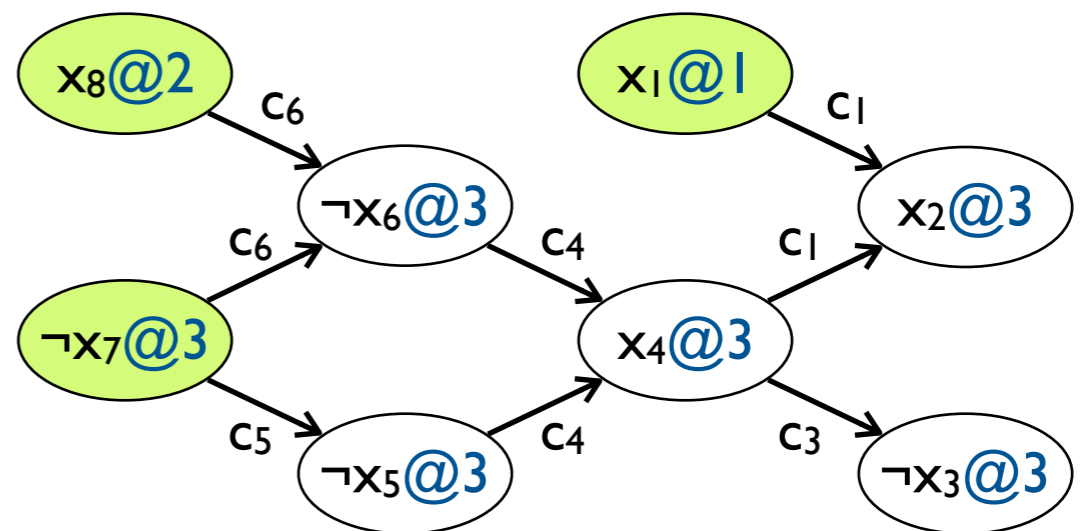 x₈@2
x₁@1
c₆
c₁
¬x₆@3
x₂@3
c₆
c₄
c₁
¬x₇@3
x₄@3
c₅
c₄
c₃
¬x₅@3
¬x₃@3